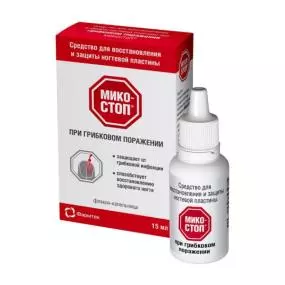 Средство для восстановления
и защиты ногтевой пластины
МИКО-
СТОП®
ПРИ ГРИБКОВОМ ПОРАЖЕНИИ
защищает от
грибковой инфекции
способствует
восстановлению
здорового ногтя
флакон-капельница
Фармтек
15 мл
Средство для
восстановления и защиты
ногтевой пластины
МИКО-
СТОП®
при грибковом
поражении